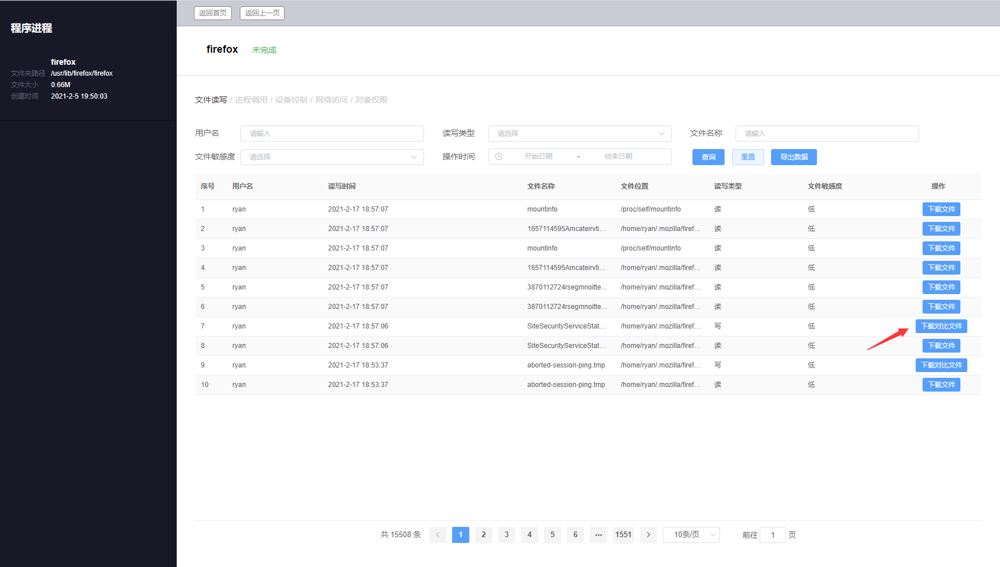 返回首页 返回上一页
程序进程
firefox
文件夹路径 /usr/lib/firefox/firefox
文件大小 0.66M
创建时间 2021-2-5 19:50:03
firefox 未完成
文件读写 / 进程调用 / 设备控制 / 网络访问 / 对象权限
用户名 请输入 读写类型 请选择 文件名称 请输入
文件敏感度 请选择 操作时间 开始日期 - 结束日期 查询 重置 导出数据
序号 用户名 读写时间 文件名称 文件位置 读写类型 文件敏感度 操作
1 ryan 2021-2-17 18:57:07 mountinfo /proc/self/mountinfo 读 低 下载文件
2 ryan 2021-2-17 18:57:07 1657114595Amcateirvti... /home/ryan/.mozilla/firef... 读 低 下载文件
3 ryan 2021-2-17 18:57:07 mountinfo /proc/self/mountinfo 读 低 下载文件
4 ryan 2021-2-17 18:57:07 1657114595Amcateirvti... /home/ryan/.mozilla/firef... 读 低 下载文件
5 ryan 2021-2-17 18:57:07 3870112724rsegmnoitte... /home/ryan/.mozilla/firef... 读 低 下载文件
6 ryan 2021-2-17 18:57:07 3870112724rsegmnoitte... /home/ryan/.mozilla/firef... 读 低 下载文件
7 ryan 2021-2-17 18:57:06 SiteSecurityServiceStat... /home/ryan/.mozilla/firef... 写 低 下载对比文件
8 ryan 2021-2-17 18:57:06 SiteSecurityServiceStat... /home/ryan/.mozilla/firef... 读 低 下载文件
9 ryan 2021-2-17 18:53:37 aborted-session-ping.tmp /home/ryan/.mozilla/firef... 写 低 下载对比文件
10 ryan 2021-2-17 18:53:37 aborted-session-ping.tmp /home/ryan/.mozilla/firef... 读 低 下载文件
共 15508 条 < 1 2 3 4 5 6 ••• 1551 > 10条/页 前往 1 页